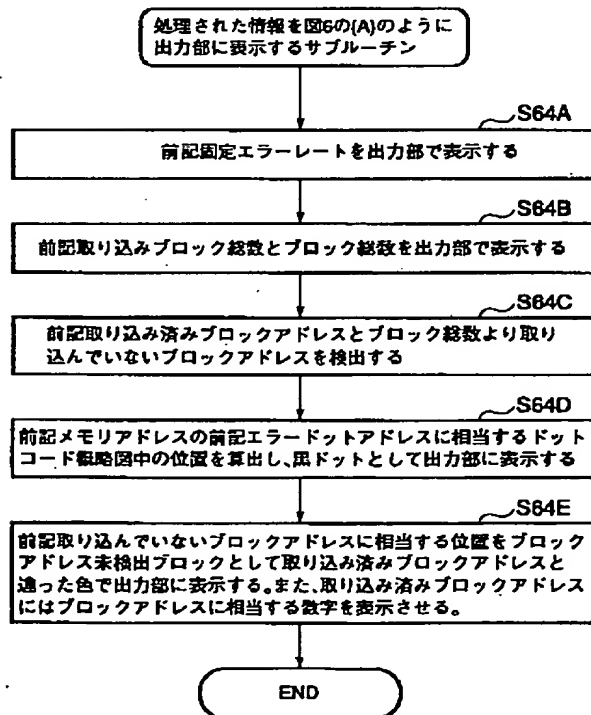 処理された情報を図6の{A}のように
出力部に表示するサブルーチン
S64A
前記固定エラーレートを出力部で表示する
S64B
前記取り込みブロック総数とブロック総数を出力部で表示する
S64C
前記取り込み済みブロックアドレスとブロック総数より取り
込んでいないブロックアドレスを検出する
S64D
前記メモリアドレスの前記エラードットアドレスに相当するドット
コード概略図中の位置を算出し、黒ドットとして出力部に表示する
S64E
前記取り込んでいないブロックアドレスに相当する位置をブロック
アドレス未検出ブロックとして取り込み済みブロックアドレスと
違った色で出力部に表示する。また、取り込み済みブロックアドレス
にはブロックアドレスに相当する数字を表示させる。
END